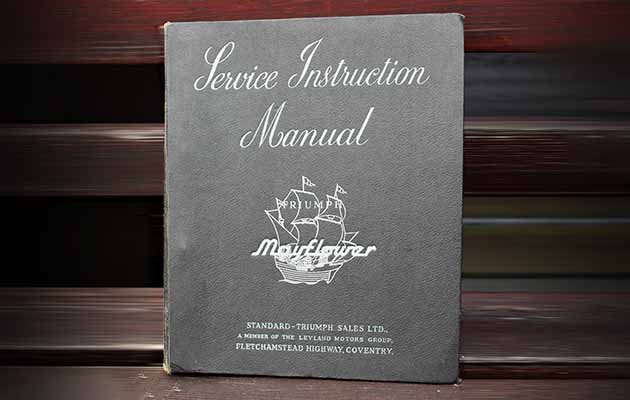 Service Instruction
Manual
TRIUMPH
Mayflower
STANDARD-TRIUMPH SALES LTD.,
A MEMBER OF THE LEYLAND MOTORS GROUP,
FLETCHAMSTEAD HIGHWAY, COVENTRY.